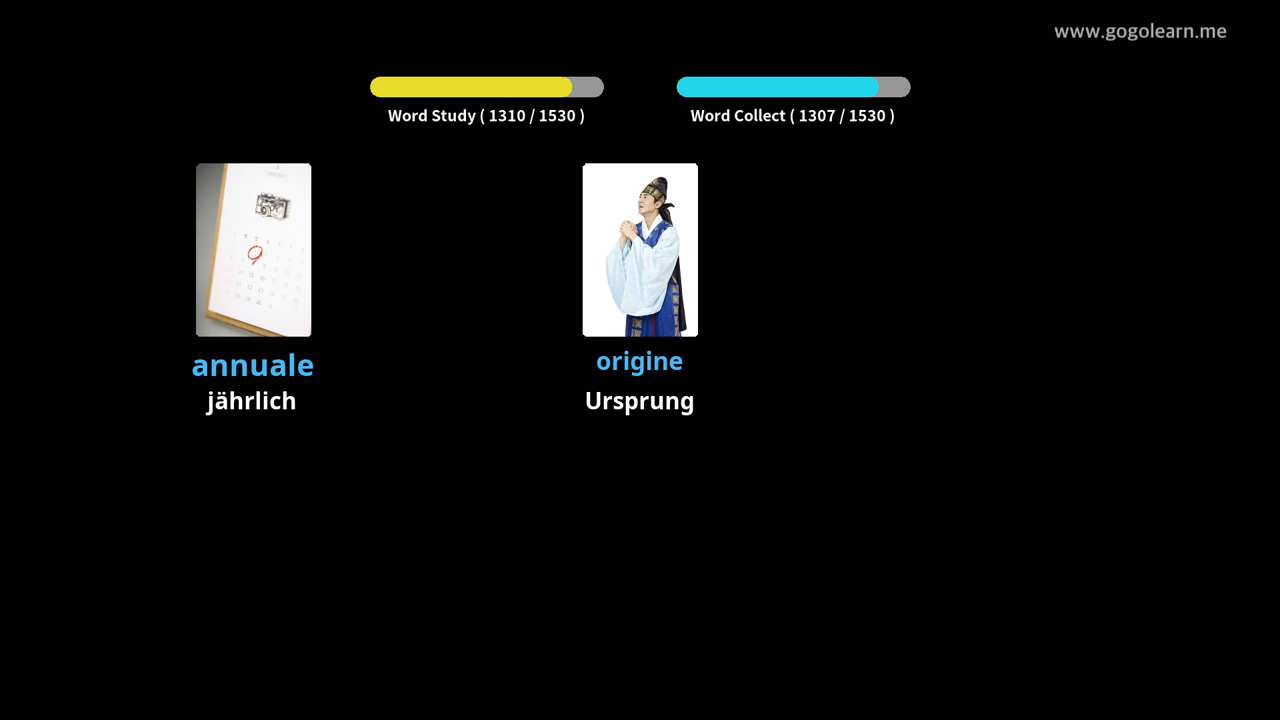 www.gogolearn.me
Word Study ( 1310 / 1530 )
Word Collect ( 1307 / 1530 )
annuale
jährlich
origine
Ursprung